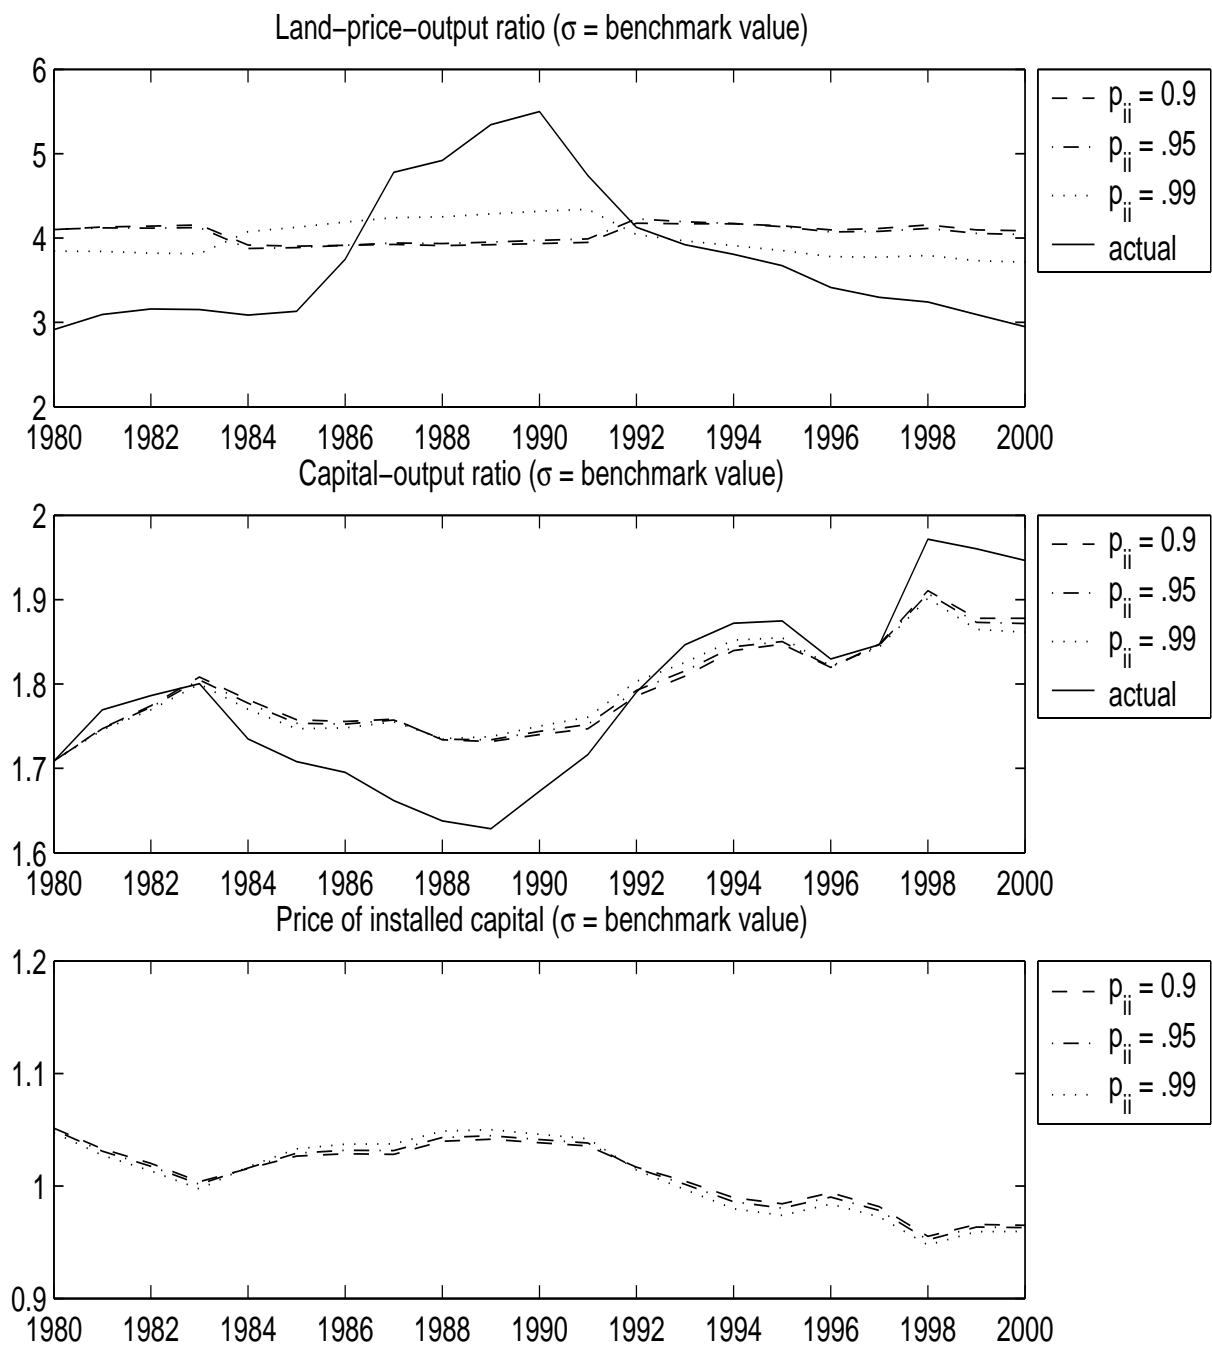 Land−price−output ratio (σ = benchmark value)
6
5
4
3
2
1980 1982 1984 1986 1988 1990 1992 1994 1996 1998 2000
p_ii = 0.9
p_ii = .95
p_ii = .99
actual
Capital−output ratio (σ = benchmark value)
2
1.9
1.8
1.7
1.6
1980 1982 1984 1986 1988 1990 1992 1994 1996 1998 2000
p_ii = 0.9
p_ii = .95
p_ii = .99
actual
Price of installed capital (σ = benchmark value)
1.2
1.1
1
0.9
1980 1982 1984 1986 1988 1990 1992 1994 1996 1998 2000
p_ii = 0.9
p_ii = .95
p_ii = .99